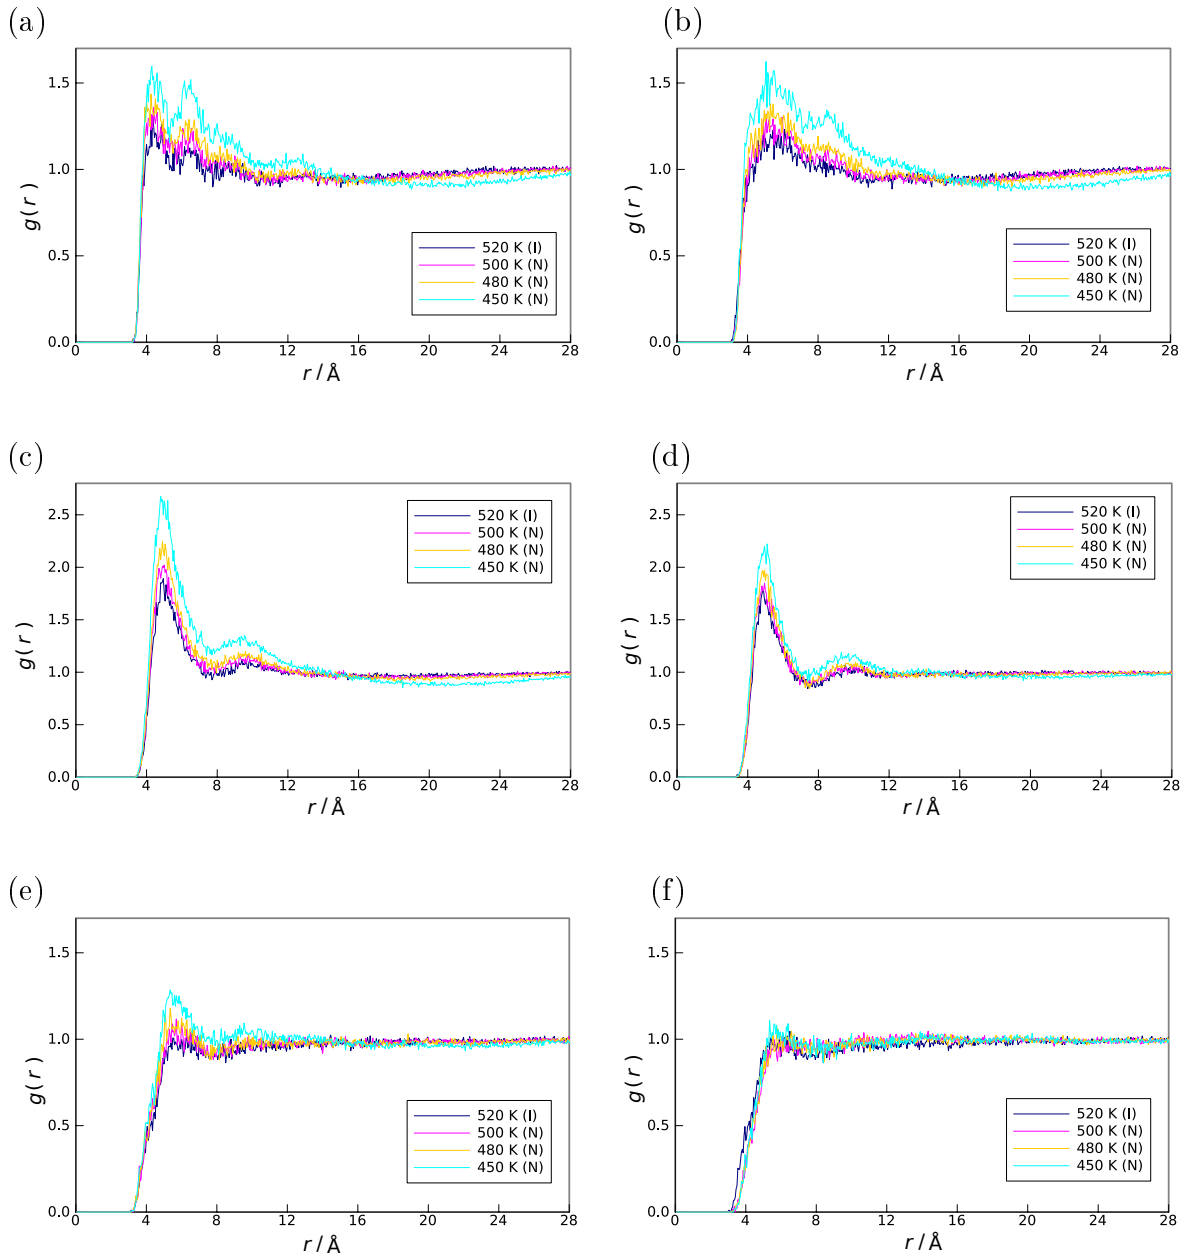 (a)
g(r)
1.5
1.0
0.5
0.0
520 K (I)
500 K (N)
480 K (N)
450 K (N)
0 4 8 12 16 20 24 28
r / Å
(b)
g(r)
1.5
1.0
0.5
0.0
520 K (I)
500 K (N)
480 K (N)
450 K (N)
0 4 8 12 16 20 24 28
r / Å
(c)
g(r)
2.5
2.0
1.5
1.0
0.5
0.0
520 K (I)
500 K (N)
480 K (N)
450 K (N)
0 4 8 12 16 20 24 28
r / Å
(d)
g(r)
2.5
2.0
1.5
1.0
0.5
0.0
520 K (I)
500 K (N)
480 K (N)
450 K (N)
0 4 8 12 16 20 24 28
r / Å
(e)
g(r)
1.5
1.0
0.5
0.0
520 K (I)
500 K (N)
480 K (N)
450 K (N)
0 4 8 12 16 20 24 28
r / Å
(f)
g(r)
1.5
1.0
0.5
0.0
520 K (I)
500 K (N)
480 K (N)
450 K (N)
0 4 8 12 16 20 24 28
r / Å